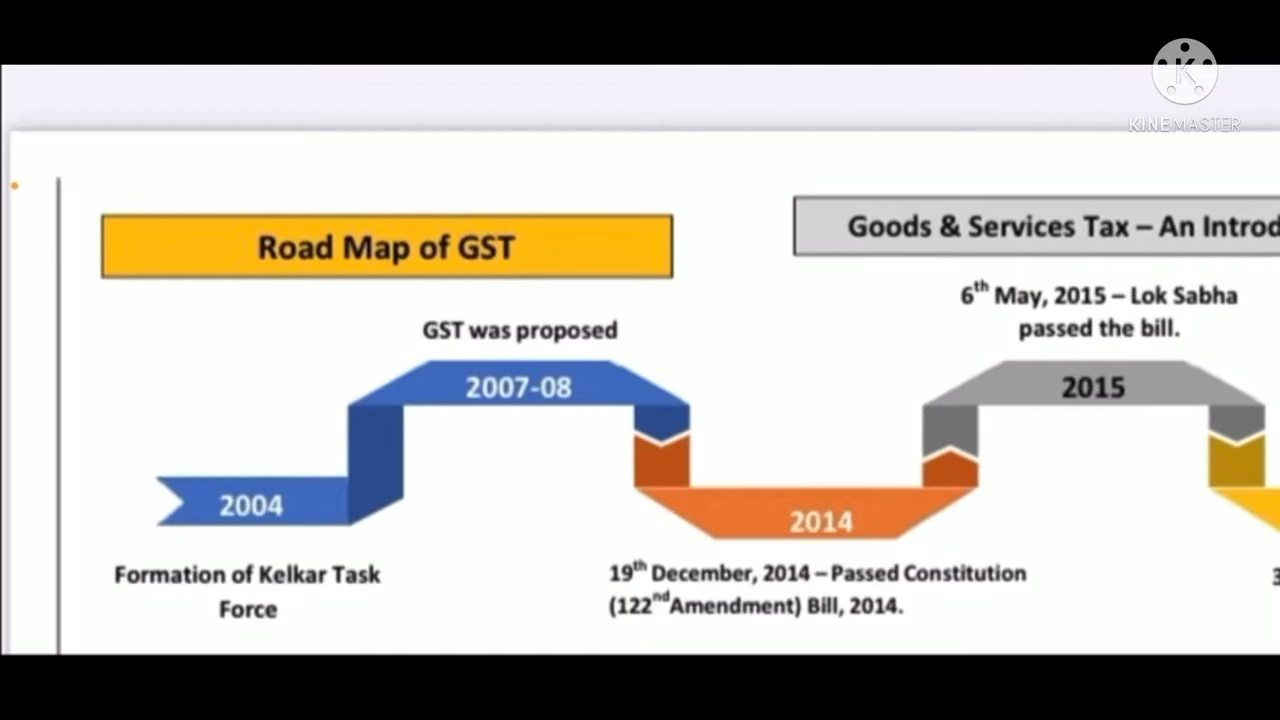 KINEMASTER
Road Map of GST
Goods & Services Tax – An Introd
GST was proposed
6th May, 2015 – Lok Sabha
passed the bill.
2007-08
2015
2004
2014
Formation of Kelkar Task
Force
19th December, 2014 – Passed Constitution
(122nd Amendment) Bill, 2014.
3